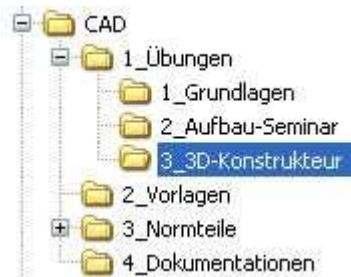 CAD
1_Übungen
1_Grundlagen
2_Aufbau-Seminar
3_3D-Konstrukteur
2_Vorlagen
3_Normteile
4_Dokumentationen